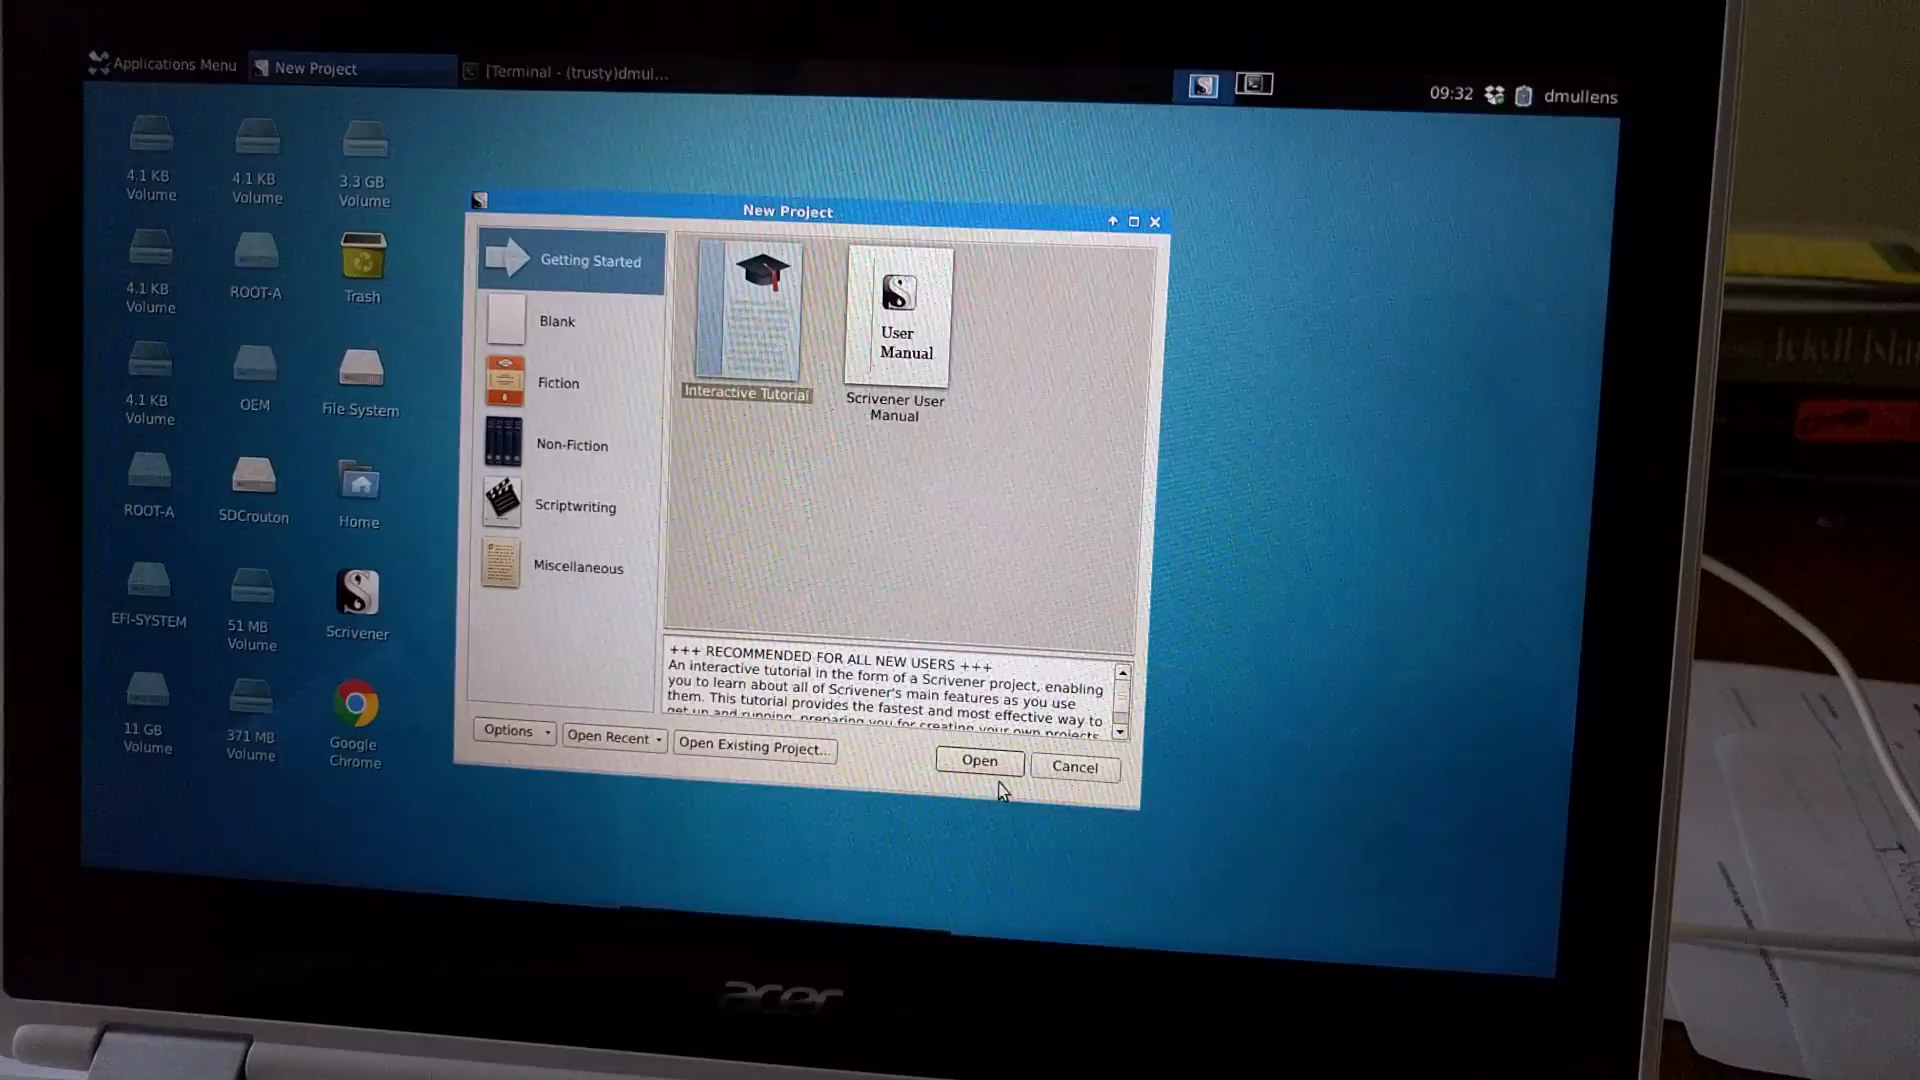 Applications Menu
New Project
[Terminal - (trusty)dmul...
09:32
dmullens
4.1 KB
Volume
4.1 KB
Volume
3.3 GB
Volume
4.1 KB
Volume
ROOT-A
Trash
4.1 KB
Volume
OEM
File System
ROOT-A
SDCrouton
Home
EFI-SYSTEM
51 MB
Volume
Scrivener
11 GB
Volume
371 MB
Volume
Google
Chrome
New Project
Getting Started
Blank
Fiction
Non-Fiction
Scriptwriting
Miscellaneous
Interactive Tutorial
User
Manual
Scrivener User
Manual
+++ RECOMMENDED FOR ALL NEW USERS +++
An interactive tutorial in the form of a Scrivener project, enabling
you to learn about all of Scrivener's main features as you use
them. This tutorial provides the fastest and most effective way to
get up and running, preparing you for creating your own projects
Options
Open Recent
Open Existing Project...
Open
Cancel
acer